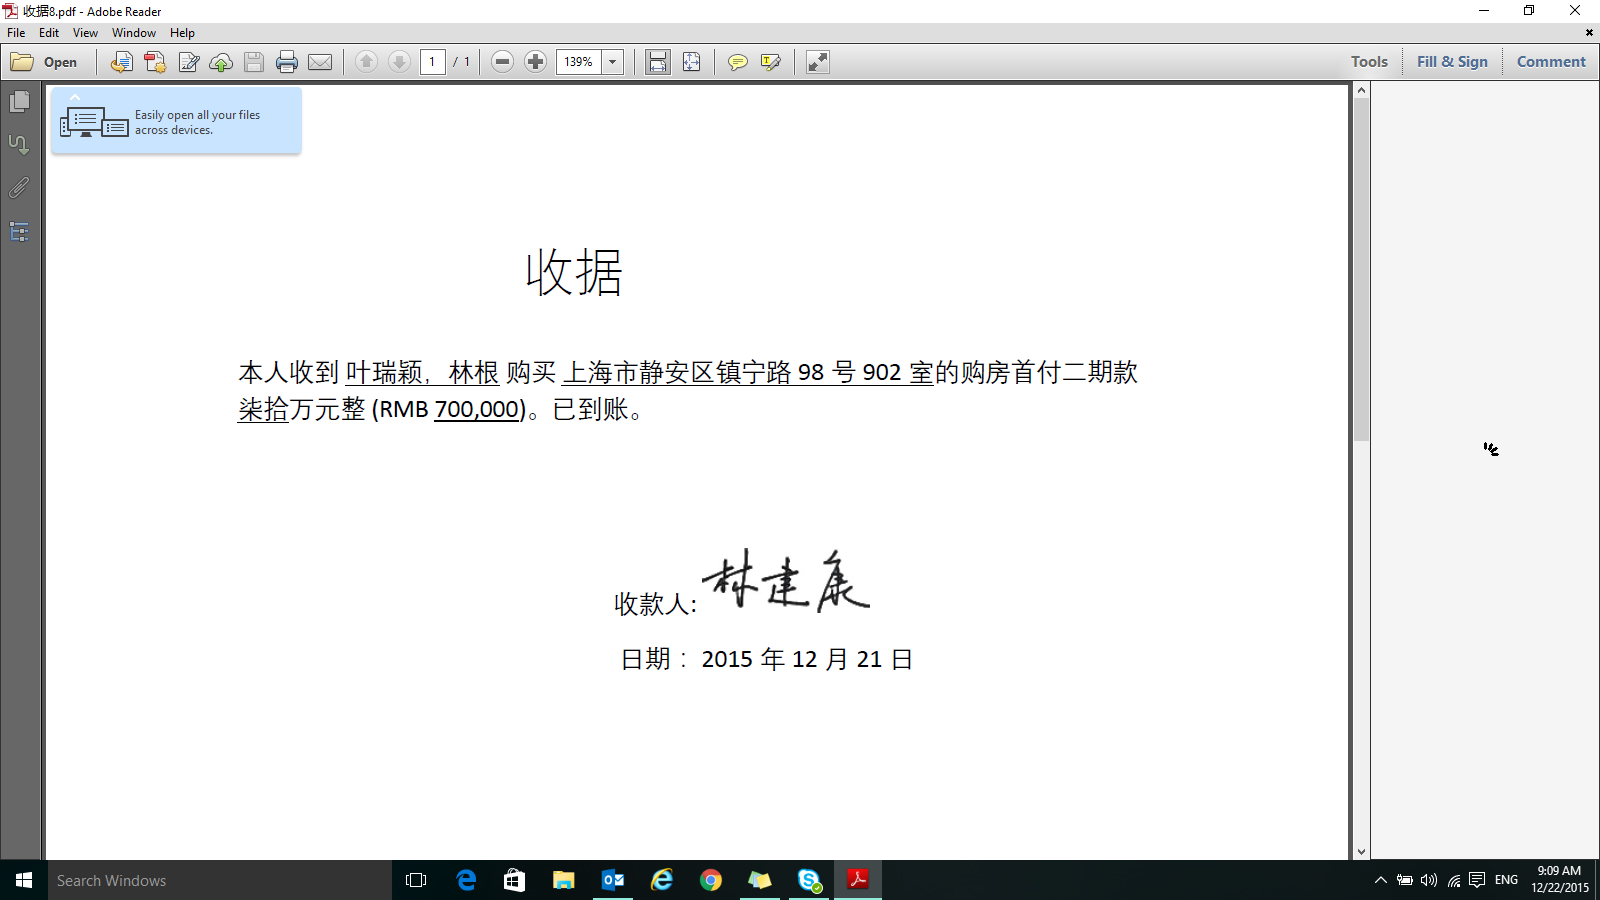 收据8.pdf - Adobe Reader
File Edit View Window Help
Open 1 / 1 139% Tools Fill & Sign Comment
Easily open all your files
across devices.
收据
本人收到 叶瑞颖，林根 购买 上海市静安区镇宁路 98 号 902 室的购房首付二期款
柒拾万元整 (RMB 700,000)。已到账。
收款人: 林建展
日期： 2015 年 12 月 21 日
Search Windows
ENG
9:09 AM
12/22/2015